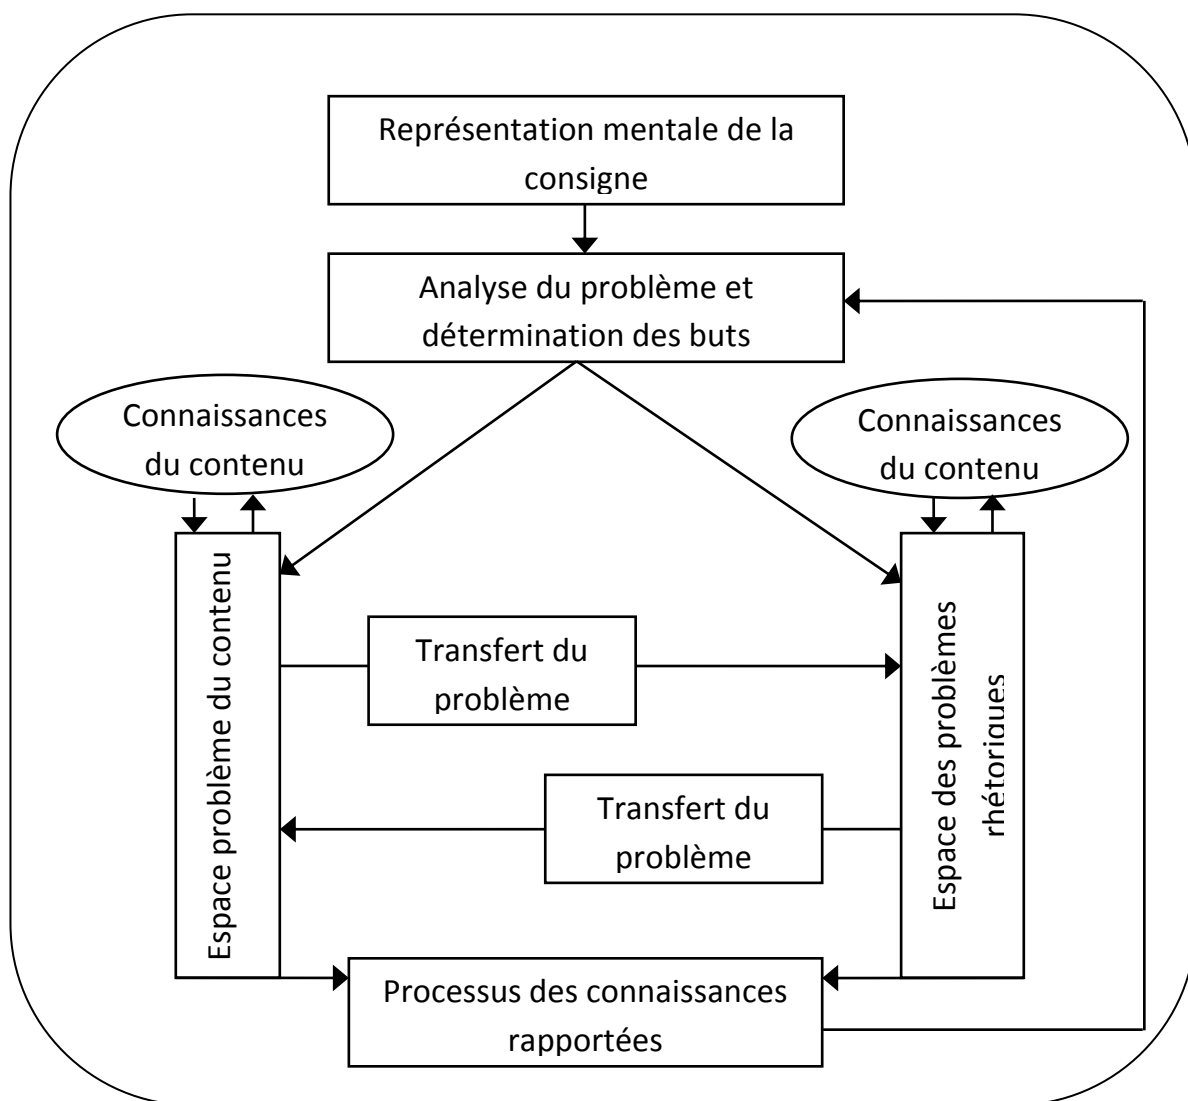 Représentation mentale de la
consigne
Analyse du problème et
détermination des buts
Connaissances
du contenu
Connaissances
du contenu
Espace problème du contenu
Transfert du
problème
Espace des problèmes
rhétoriques
Transfert du
problème
Processus des connaissances
rapportées